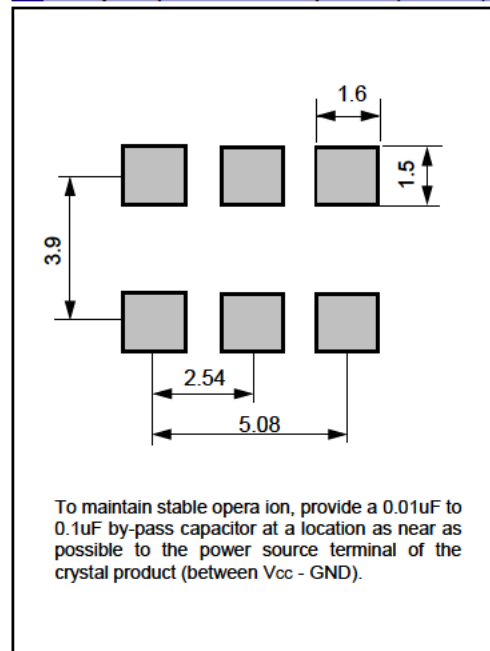 1.6
1.5
3.9
2.54
5.08
To maintain stable opera ion, provide a 0.01uF to
0.1uF by-pass capacitor at a location as near as
possible to the power source terminal of the
crystal product (between Vcc - GND).